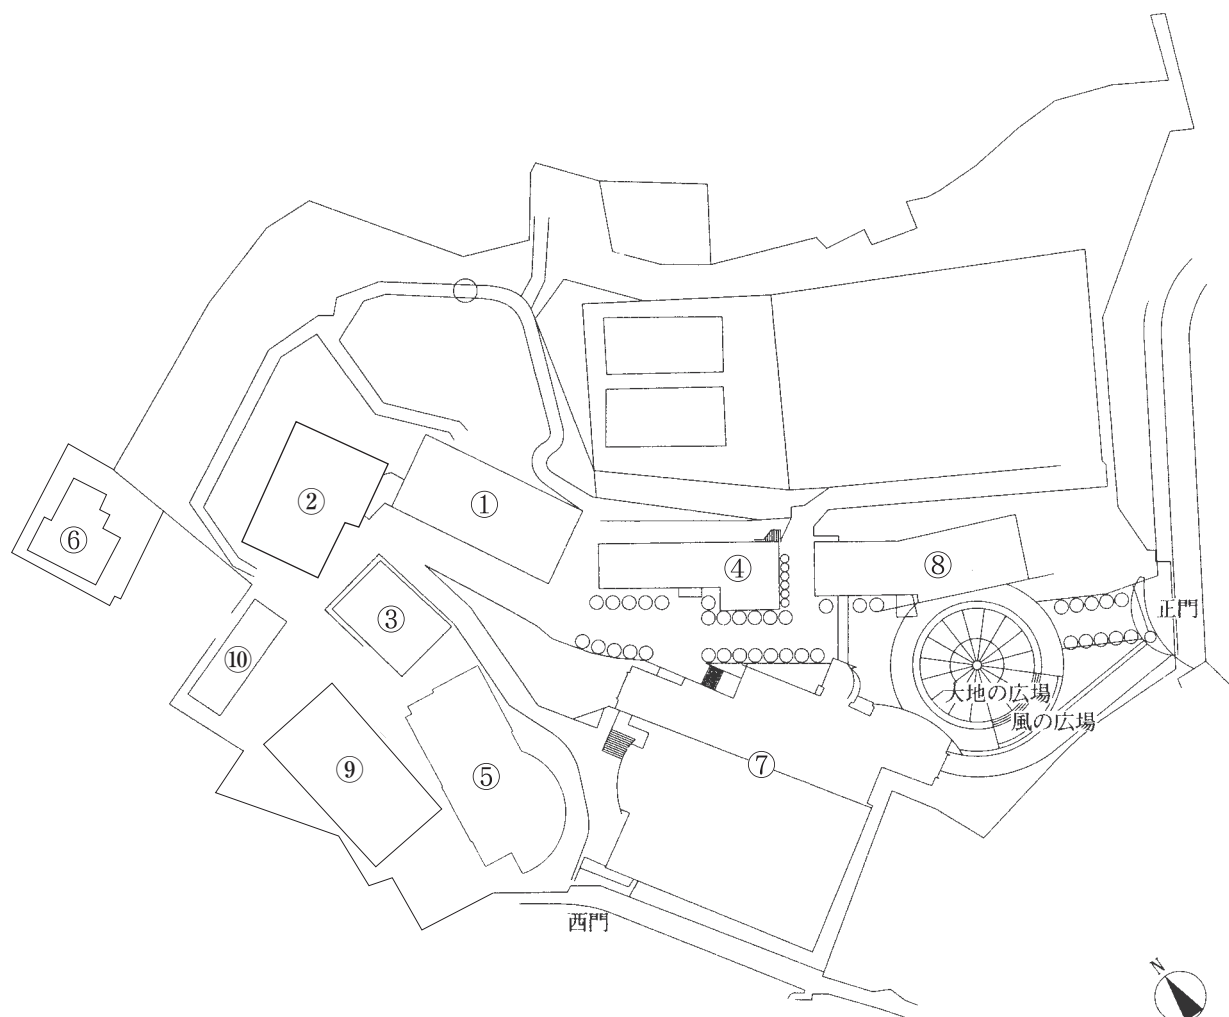 ②
①
⑥
④
⑧
③
正門
⑩
大地の広場
風の広場
⑦
⑨
⑤
西門
N